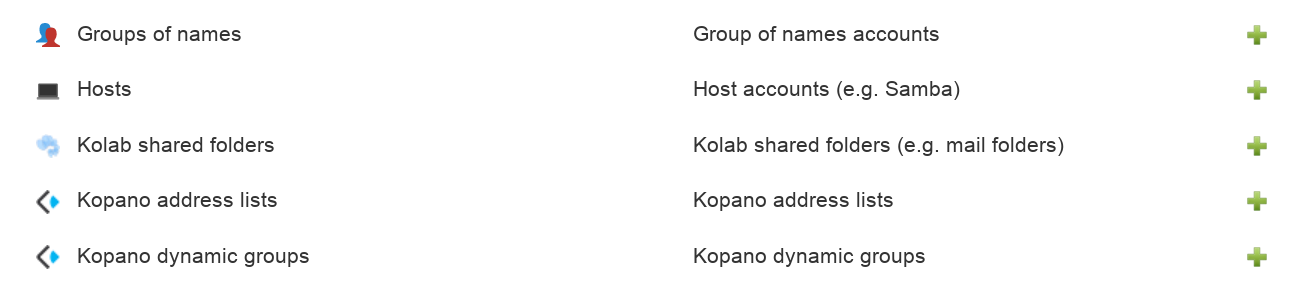 Groups of names Group of names accounts
Hosts Host accounts (e.g. Samba)
Kolab shared folders Kolab shared folders (e.g. mail folders)
Kopano address lists Kopano address lists
Kopano dynamic groups Kopano dynamic groups